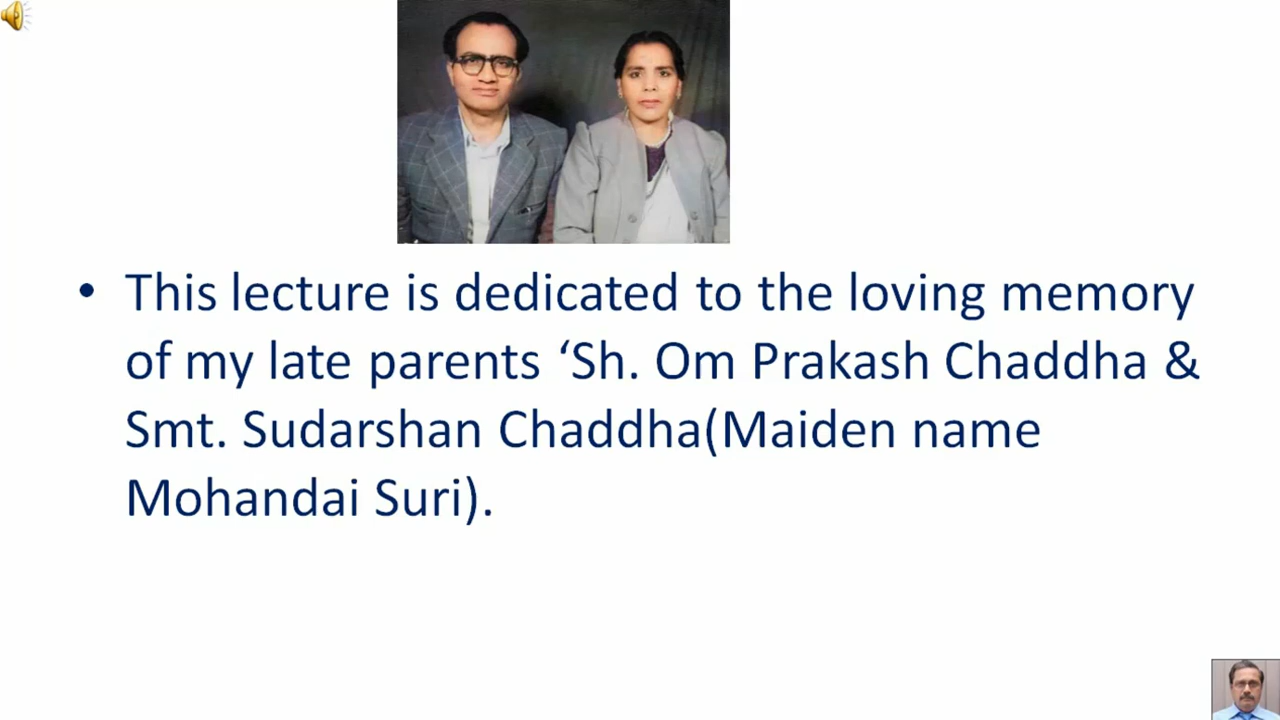 • This lecture is dedicated to the loving memory
of my late parents ‘Sh. Om Prakash Chaddha &
Smt. Sudarshan Chaddha(Maiden name
Mohandai Suri).